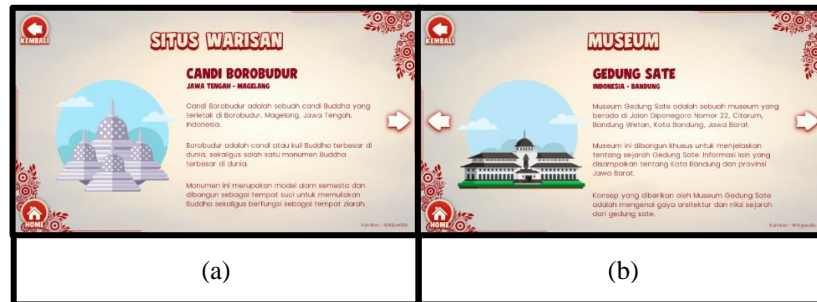 KEMBALI
SITUS WARISAN
CANDI BOROBUDUR
JAWA TENGAH - MAGELANG
Candi Borobudur adalah sebuah candi Buddha yang
terletak di Borobudur, Magelang, Jawa Tengah,
Indonesia.
Borobudur adalah candi atau kuil Buddha terbesar di
dunia, sekaligus salah satu monumen Buddha
terbesar di dunia.
Monumen ini merupakan model alam semesta dan
dibangun sebagai tempat suci untuk memuliakan
Buddha sekaligus berfungsi sebagai tempat ziarah.
HOME
Sumber: Wikipedia
(a)
KEMBALI
MUSEUM
GEDUNG SATE
INDONESIA - BANDUNG
Museum Gedung Sate adalah sebuah museum yang
berada di Jalan Diponegoro Nomor 22, Citarum,
Bandung Wetan, Kota Bandung, Jawa Barat.
Museum ini dibangun khusus untuk menjelaskan
tentang sejarah Gedung Sate. Informasi lain yang
disampaikan tentang Kota Bandung dan provinsi
Jawa Barat.
Konsep yang diberikan oleh Museum Gedung Sate
adalah mengenai gaya arsitektur dan nilai sejarah
dari gedung sate.
HOME
Sumber: Wikipedia
(b)